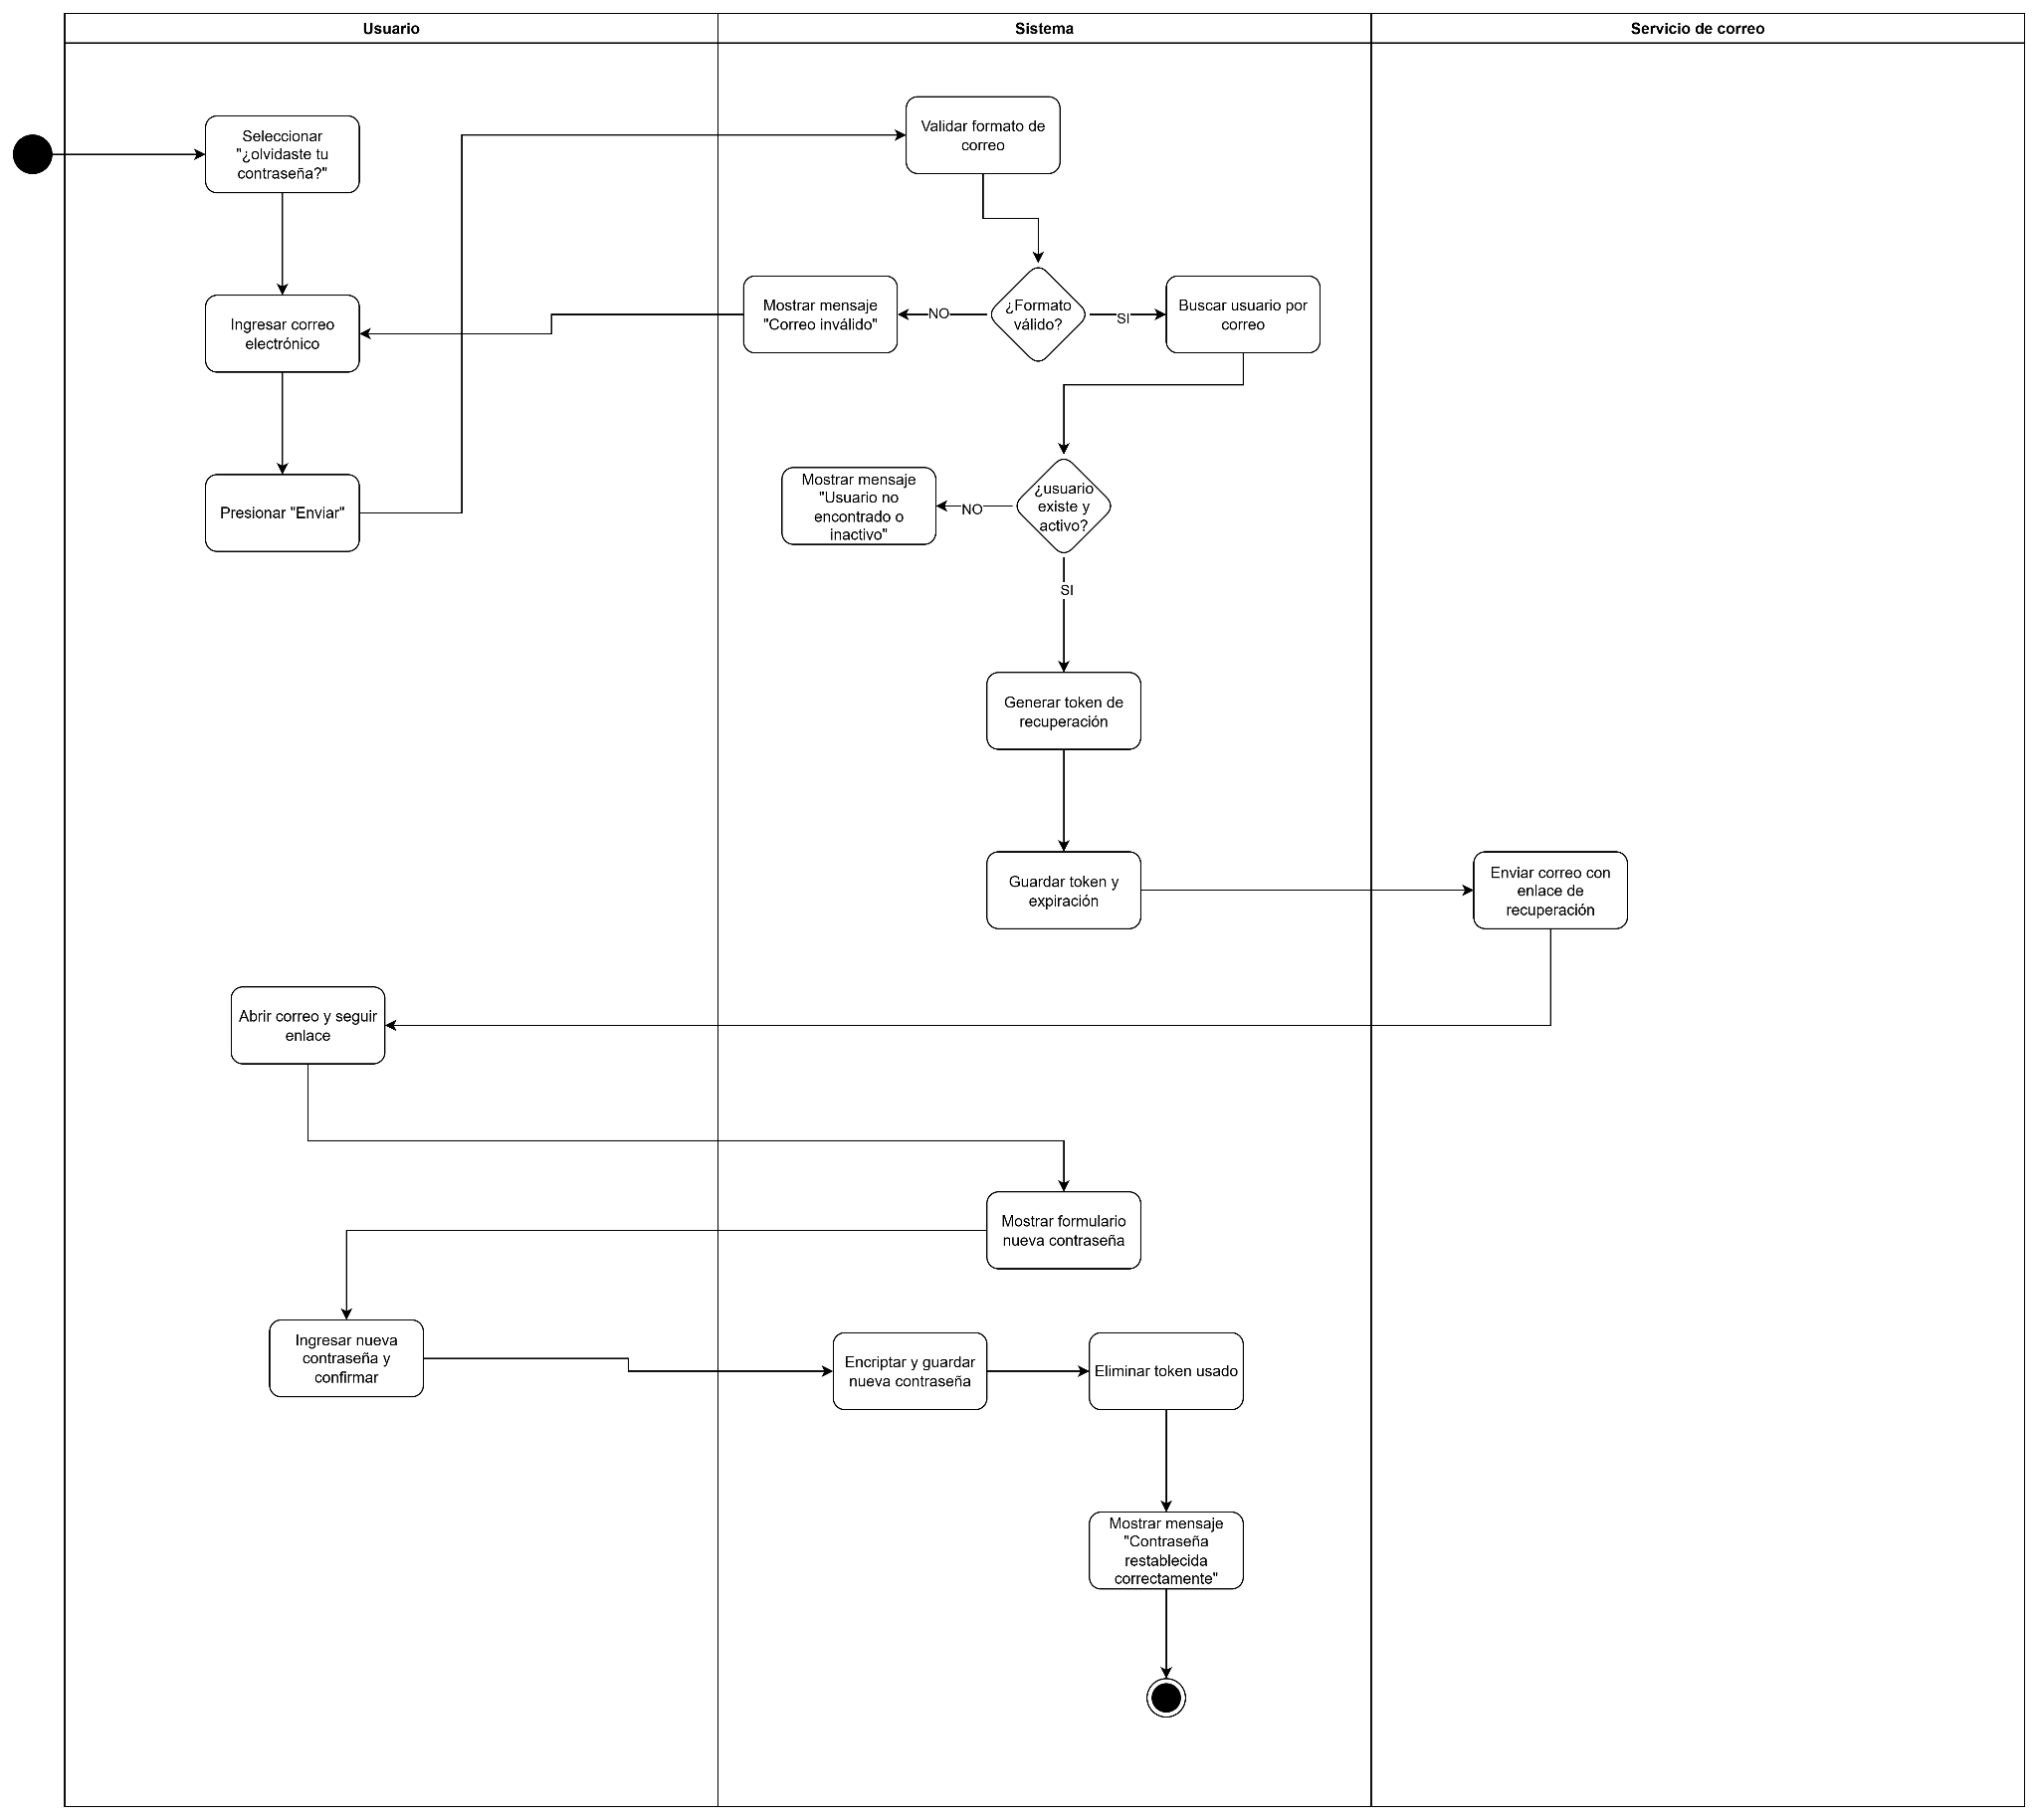 Usuario
Sistema
Servicio de correo
Seleccionar
"¿olvidaste tu
contraseña?"
Validar formato de
correo
Ingresar correo
electrónico
Mostrar mensaje
"Correo inválido"
NO
¿Formato
válido?
SI
Buscar usuario por
correo
Presionar "Enviar"
Mostrar mensaje
"Usuario no
encontrado o
inactivo"
NO
¿usuario
existe y
activo?
SI
Generar token de
recuperación
Guardar token y
expiración
Enviar correo con
enlace de
recuperación
Abrir correo y seguir
enlace
Mostrar formulario
nueva contraseña
Ingresar nueva
contraseña y
confirmar
Encriptar y guardar
nueva contraseña
Eliminar token usado
Mostrar mensaje
"Contraseña
restablecida
correctamente"